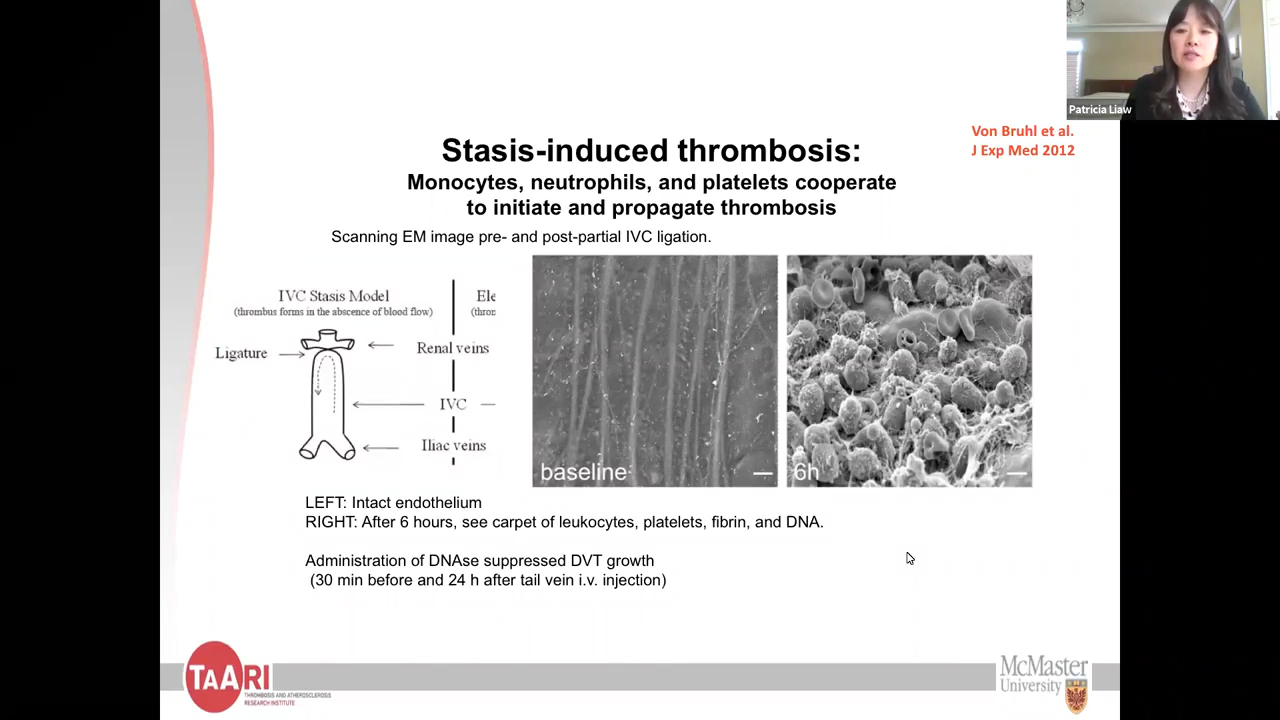 Patricia Liaw
Von Bruhl et al.
J Exp Med 2012
Stasis-induced thrombosis:
Monocytes, neutrophils, and platelets cooperate
to initiate and propagate thrombosis
Scanning EM image pre- and post-partial IVC ligation.
IVC Stasis Model
(thrombus forms in the absence of blood flow)
Ele
(thror
Ligature
Renal veins
IVC
Iliac veins
baseline
6h
LEFT: Intact endothelium
RIGHT: After 6 hours, see carpet of leukocytes, platelets, fibrin, and DNA.
Administration of DNAse suppressed DVT growth
(30 min before and 24 h after tail vein i.v. injection)
TAARI
THROMBOSIS AND ATHEROSCLEROSIS
RESEARCH INSTITUTE
McMaster
University